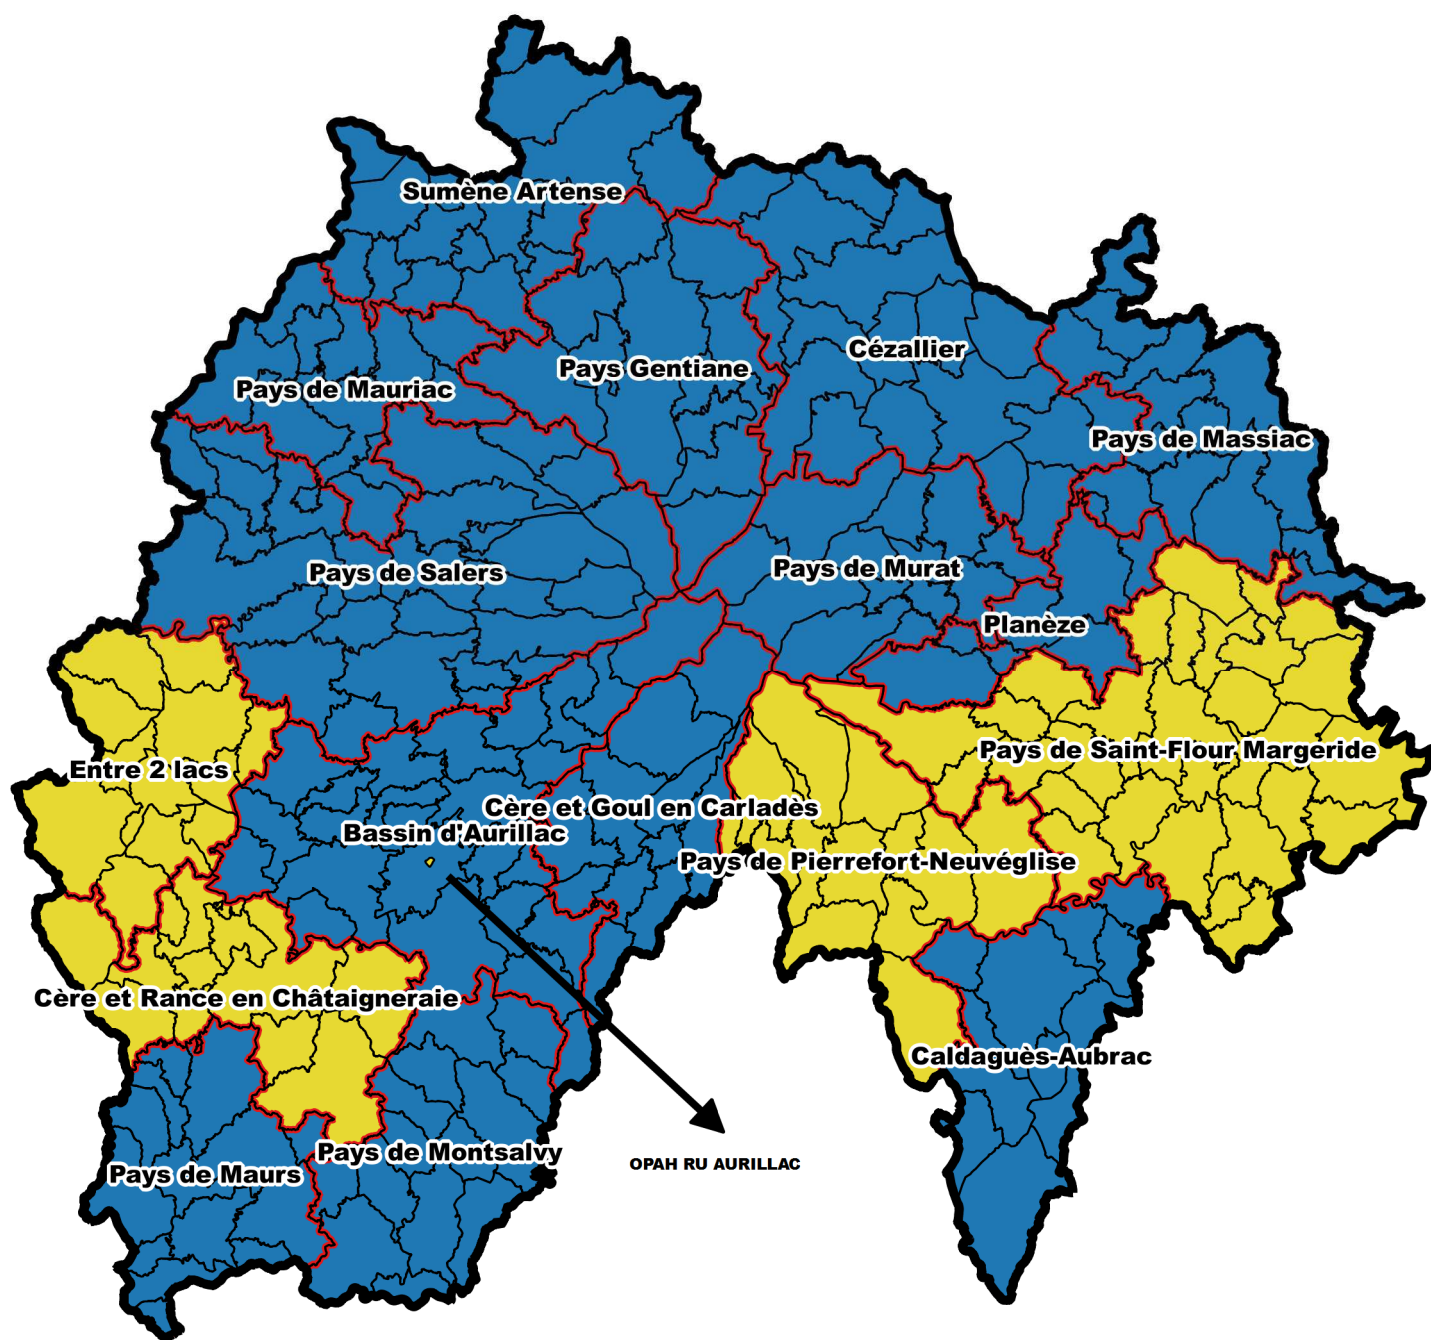 Sumène Artense
Cézallier
Pays Gentiane
Pays de Mauriac
Pays de Massiac
Pays de Murat
Pays de Salers
Planèze
Pays de Saint-Flour Margeride
Entre 2 lacs
Cère et Goul en Carladès
Bassin d'Aurillac
Pays de Pierrefort-Neuvéglise
Cère et Rance en Châtaigneraie
Caldaguès-Aubrac
Pays de Montsalvy
OPAH RU AURILLAC
Pays de Maurs